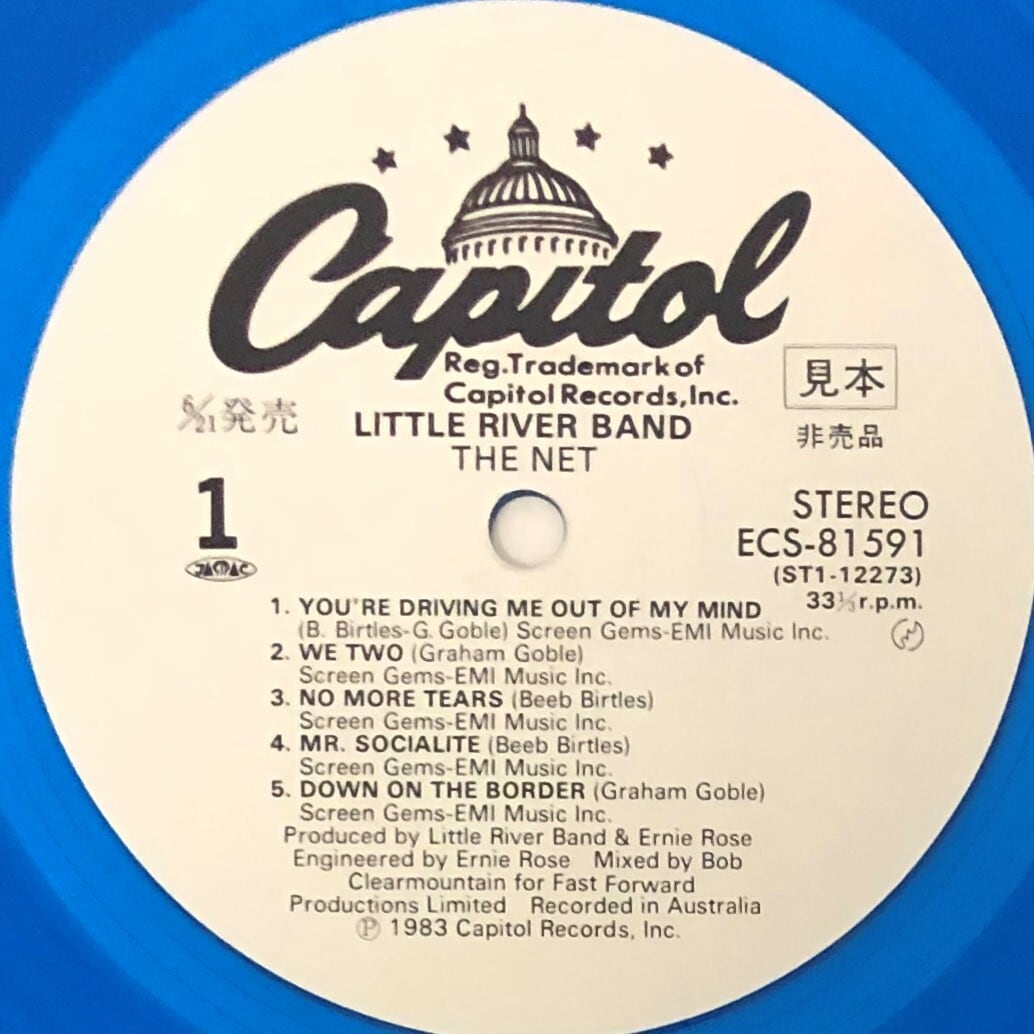 Capitol
Reg. Trademark of
Capitol Records, Inc.
見本
6/21発売
LITTLE RIVER BAND
非売品
THE NET
1
STEREO
ECS-81591
JASRAC
(ST1-12273)
33⅓ r.p.m.
1. YOU'RE DRIVING ME OUT OF MY MIND
(B. Birtles-G. Goble) Screen Gems-EMI Music Inc.
2. WE TWO (Graham Goble)
Screen Gems-EMI Music Inc.
3. NO MORE TEARS (Beeb Birtles)
Screen Gems-EMI Music Inc.
4. MR. SOCIALITE (Beeb Birtles)
Screen Gems-EMI Music Inc.
5. DOWN ON THE BORDER (Graham Goble)
Screen Gems-EMI Music Inc.
Produced by Little River Band & Ernie Rose
Engineered by Ernie Rose Mixed by Bob
Clearmountain for Fast Forward
Productions Limited Recorded in Australia
℗ 1983 Capitol Records, Inc.